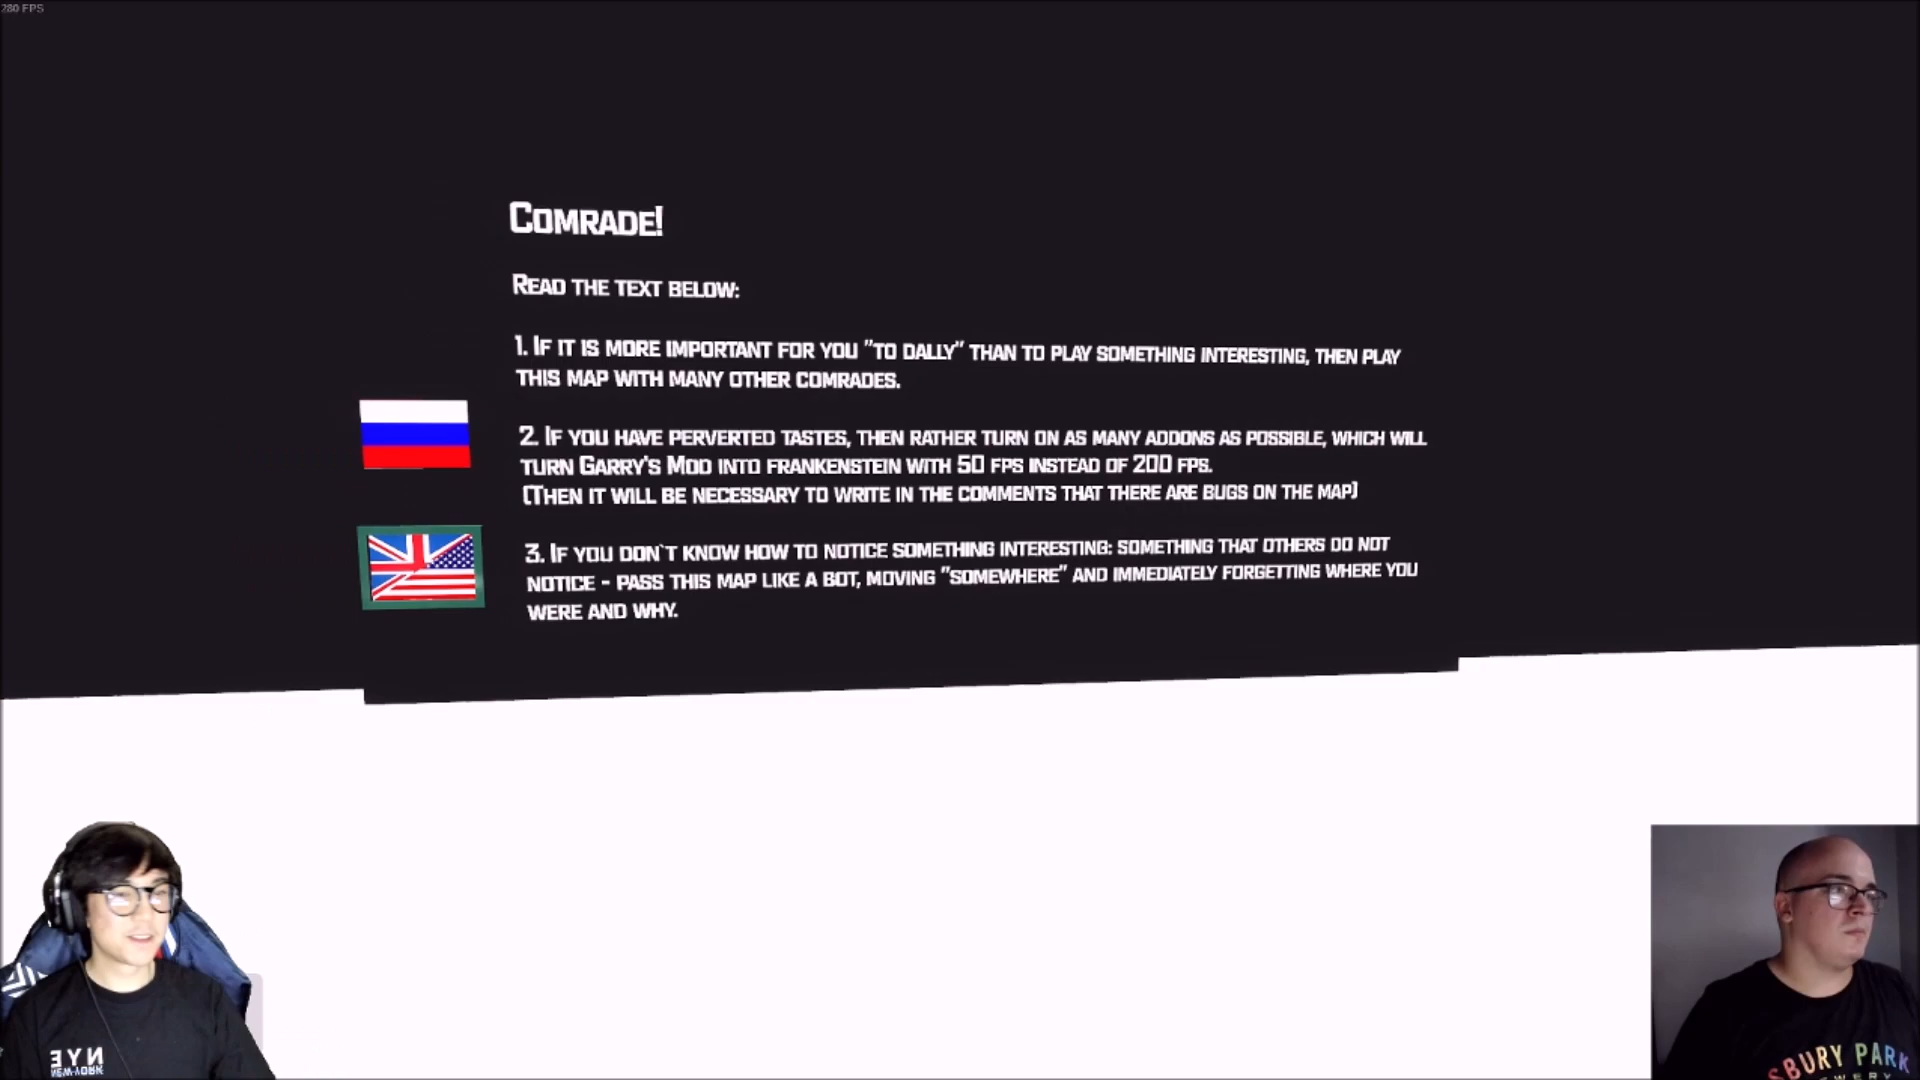 280 FPS
COMRADE!
READ THE TEXT BELOW:
1. IF IT IS MORE IMPORTANT FOR YOU "TO DALLY" THAN TO PLAY SOMETHING INTERESTING, THEN PLAY
THIS MAP WITH MANY OTHER COMRADES.
2. IF YOU HAVE PERVERTED TASTES, THEN RATHER TURN ON AS MANY ADDONS AS POSSIBLE, WHICH WILL
TURN GARRY'S MOD INTO FRANKENSTEIN WITH 50 FPS INSTEAD OF 200 FPS.
(THEN IT WILL BE NECESSARY TO WRITE IN THE COMMENTS THAT THERE ARE BUGS ON THE MAP)
3. IF YOU DON`T KNOW HOW TO NOTICE SOMETHING INTERESTING: SOMETHING THAT OTHERS DO NOT
NOTICE - PASS THIS MAP LIKE A BOT, MOVING "SOMEWHERE" AND IMMEDIATELY FORGETTING WHERE YOU
WERE AND WHY.
NYE
NEW-YORK
SBURY PARK
EWERY